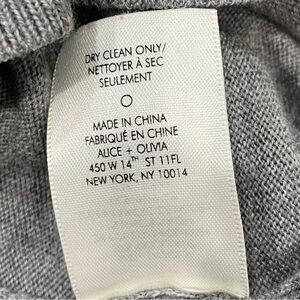 DRY CLEAN ONLY/
NETTOYER À SEC
SEULEMENT
MADE IN CHINA
FABRIQUÉ EN CHINE
ALICE + OLIVIA
450 W 14TH ST 11FL
NEW YORK, NY 10014